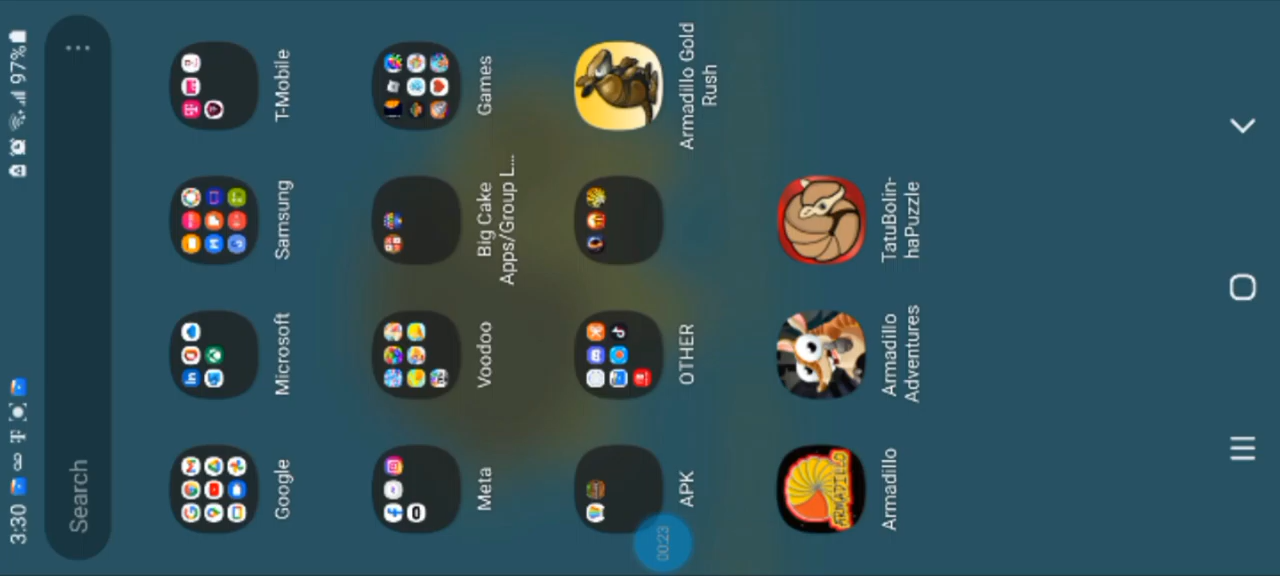 3:30
97%
Search
Google
Microsoft
Samsung
T-Mobile
Meta
Voodoo
Big Cake
Apps/Group L...
Games
APK
OTHER
Armadillo Gold
Rush
ARMADILLO
Armadillo
Armadillo
Adventures
TatuBolin-
haPuzzle
00:23